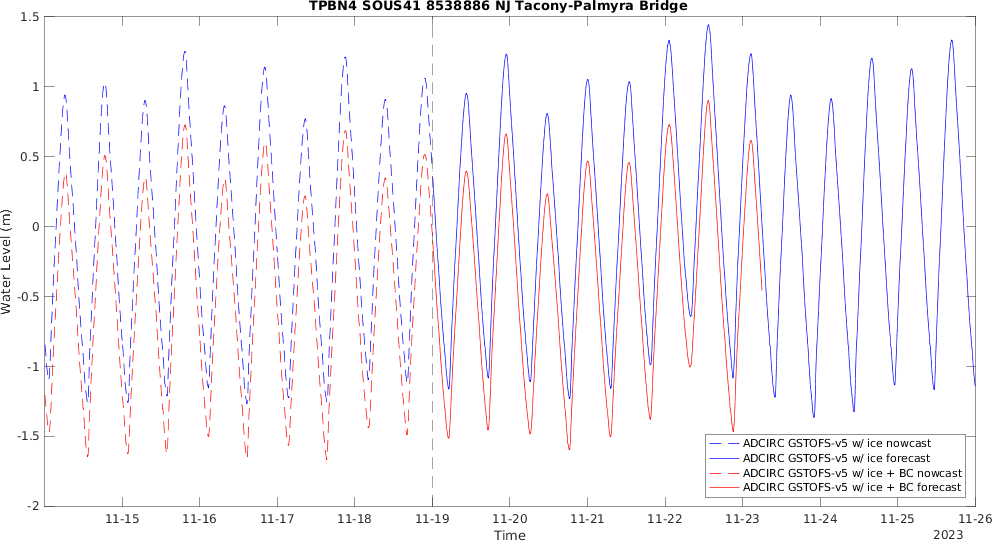 TPBN4 SOUS41 8538886 NJ Tacony-Palmyra Bridge
1.5
1
0.5
0
-0.5
-1
-1.5
-2
Water Level (m)
ADCIRC GSTOFS-v5 w/ ice nowcast
ADCIRC GSTOFS-v5 w/ ice forecast
ADCIRC GSTOFS-v5 w/ ice + BC nowcast
ADCIRC GSTOFS-v5 w/ ice + BC forecast
11-15 11-16 11-17 11-18 11-19 11-20 11-21 11-22 11-23 11-24 11-25 11-26
Time
2023